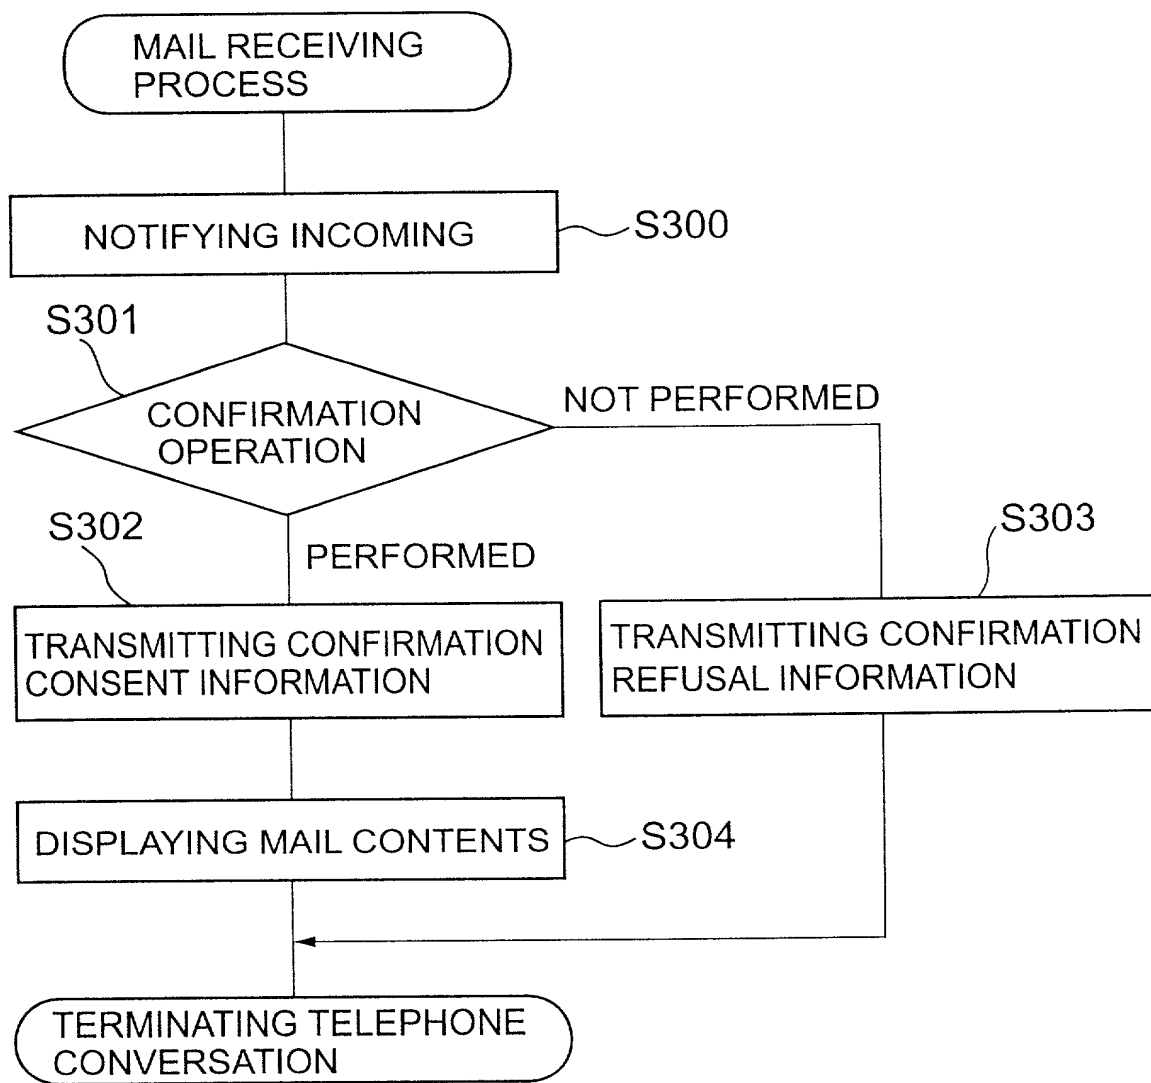 MAIL RECEIVING
PROCESS
NOTIFYING INCOMING
S300
S301
CONFIRMATION
OPERATION
NOT PERFORMED
S302
PERFORMED
S303
TRANSMITTING CONFIRMATION
CONSENT INFORMATION
TRANSMITTING CONFIRMATION
REFUSAL INFORMATION
DISPLAYING MAIL CONTENTS
S304
TERMINATING TELEPHONE
CONVERSATION